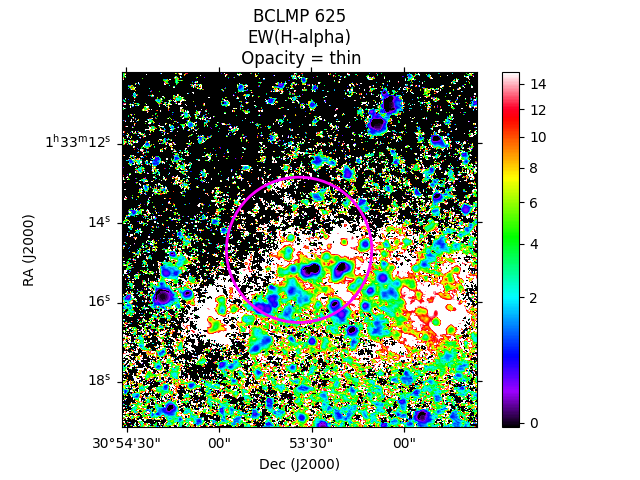 BCLMP 625
EW(H-alpha)
Opacity = thin
14
12
10
8
6
4
2
0
1ʰ33ᵐ12ˢ
14ˢ
16ˢ
18ˢ
RA (J2000)
30°54'30" 00" 53'30" 00"
Dec (J2000)